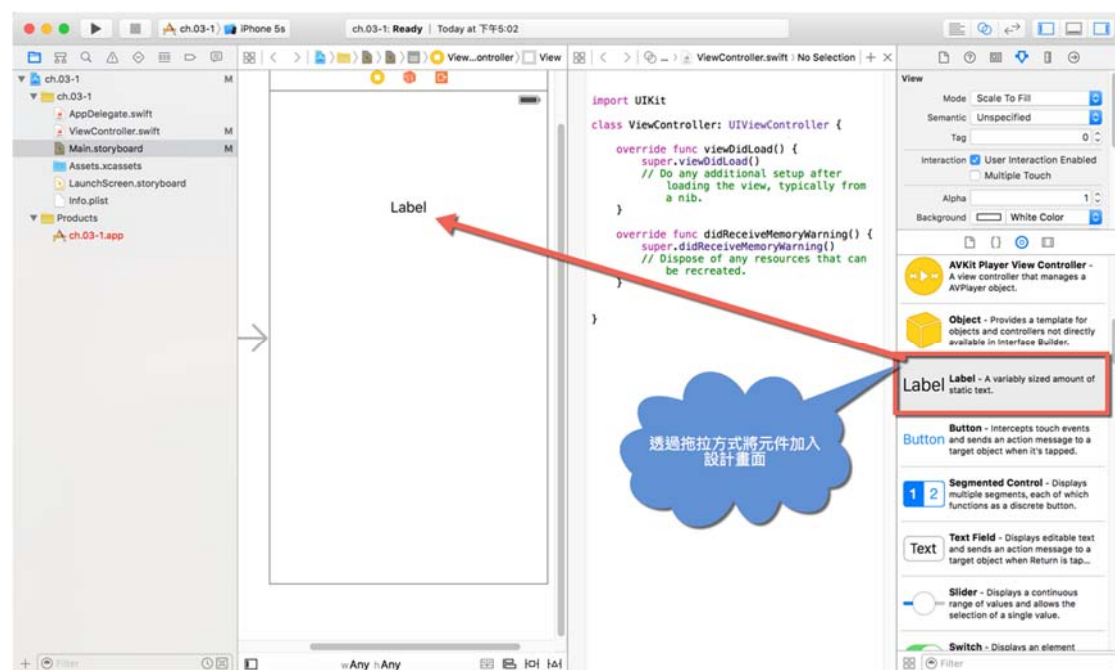 ch.03-1
iPhone 5s
ch.03-1: Ready | Today at 下午5:02
View...ontroller
View
ViewController.swift
No Selection
ch.03-1
M
ch.03-1
AppDelegate.swift
ViewController.swift
M
Main.storyboard
M
Assets.xcassets
LaunchScreen.storyboard
Info.plist
Products
ch.03-1.app
Filter
Label
wAny hAny
import UIKit
class ViewController: UIViewController {
override func viewDidLoad() {
super.viewDidLoad()
// Do any additional setup after
loading the view, typically from
a nib.
}
override func didReceiveMemoryWarning() {
super.didReceiveMemoryWarning()
// Dispose of any resources that can
be recreated.
}
}
透過拖拉方式將元件加入
設計畫面
View
Mode Scale To Fill
Semantic Unspecified
Tag 0
Interaction User Interaction Enabled
Multiple Touch
Alpha 1
Background White Color
AVKit Player View Controller -
A view controller that manages a
AVPlayer object.
Object - Provides a template for
objects and controllers not directly
available in Interface Builder.
Label
Label - A variably sized amount of
static text.
Button
Button - Intercepts touch events
and sends an action message to a
target object when it's tapped.
1 2
Segmented Control - Displays
multiple segments, each of which
functions as a discrete button.
Text
Text Field - Displays editable text
and sends an action message to a
target object when Return is tap...
Slider - Displays a continuous
range of values and allows the
selection of a single value.
Switch - Displays an element
Filter